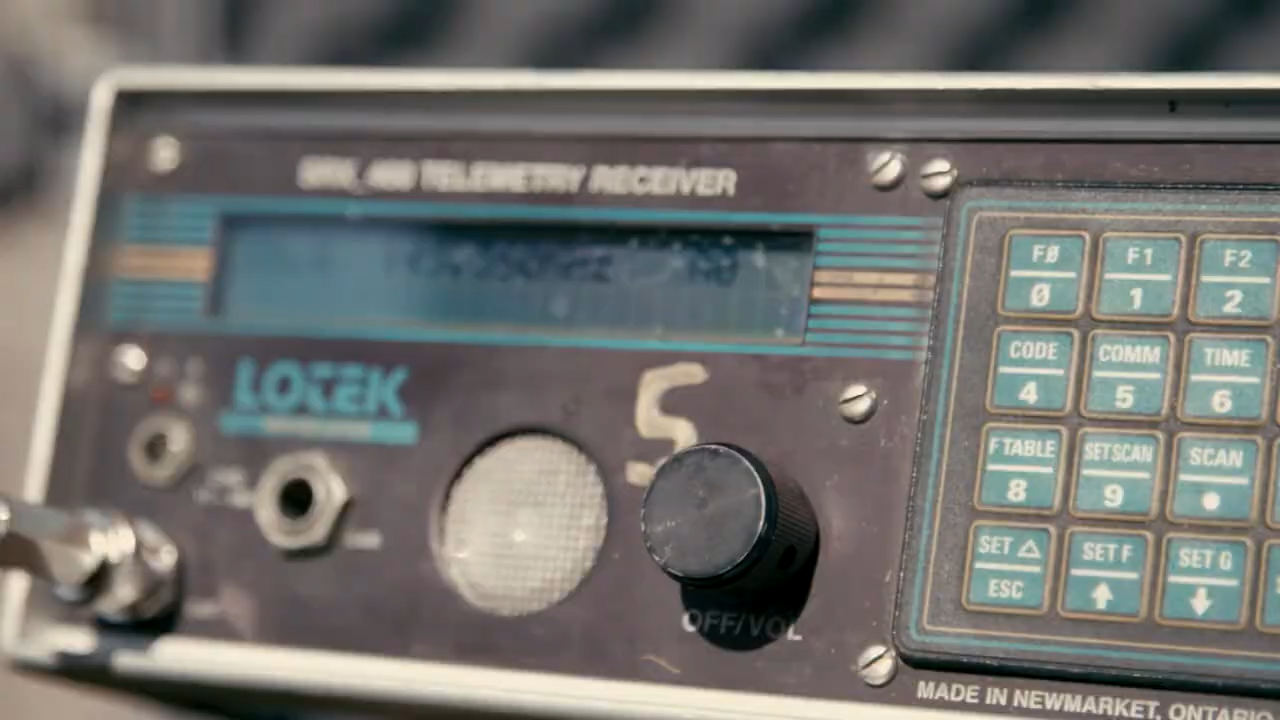 TELEMETRY RECEIVER
LOTEK
5
OFF/VOL
FØ
Ø
F1
1
F2
2
CODE
4
COMM
5
TIME
6
F TABLE
8
SETSCAN
9
SCAN
SET △
ESC
SET F
SET G
MADE IN NEWMARKET, ONTARIO